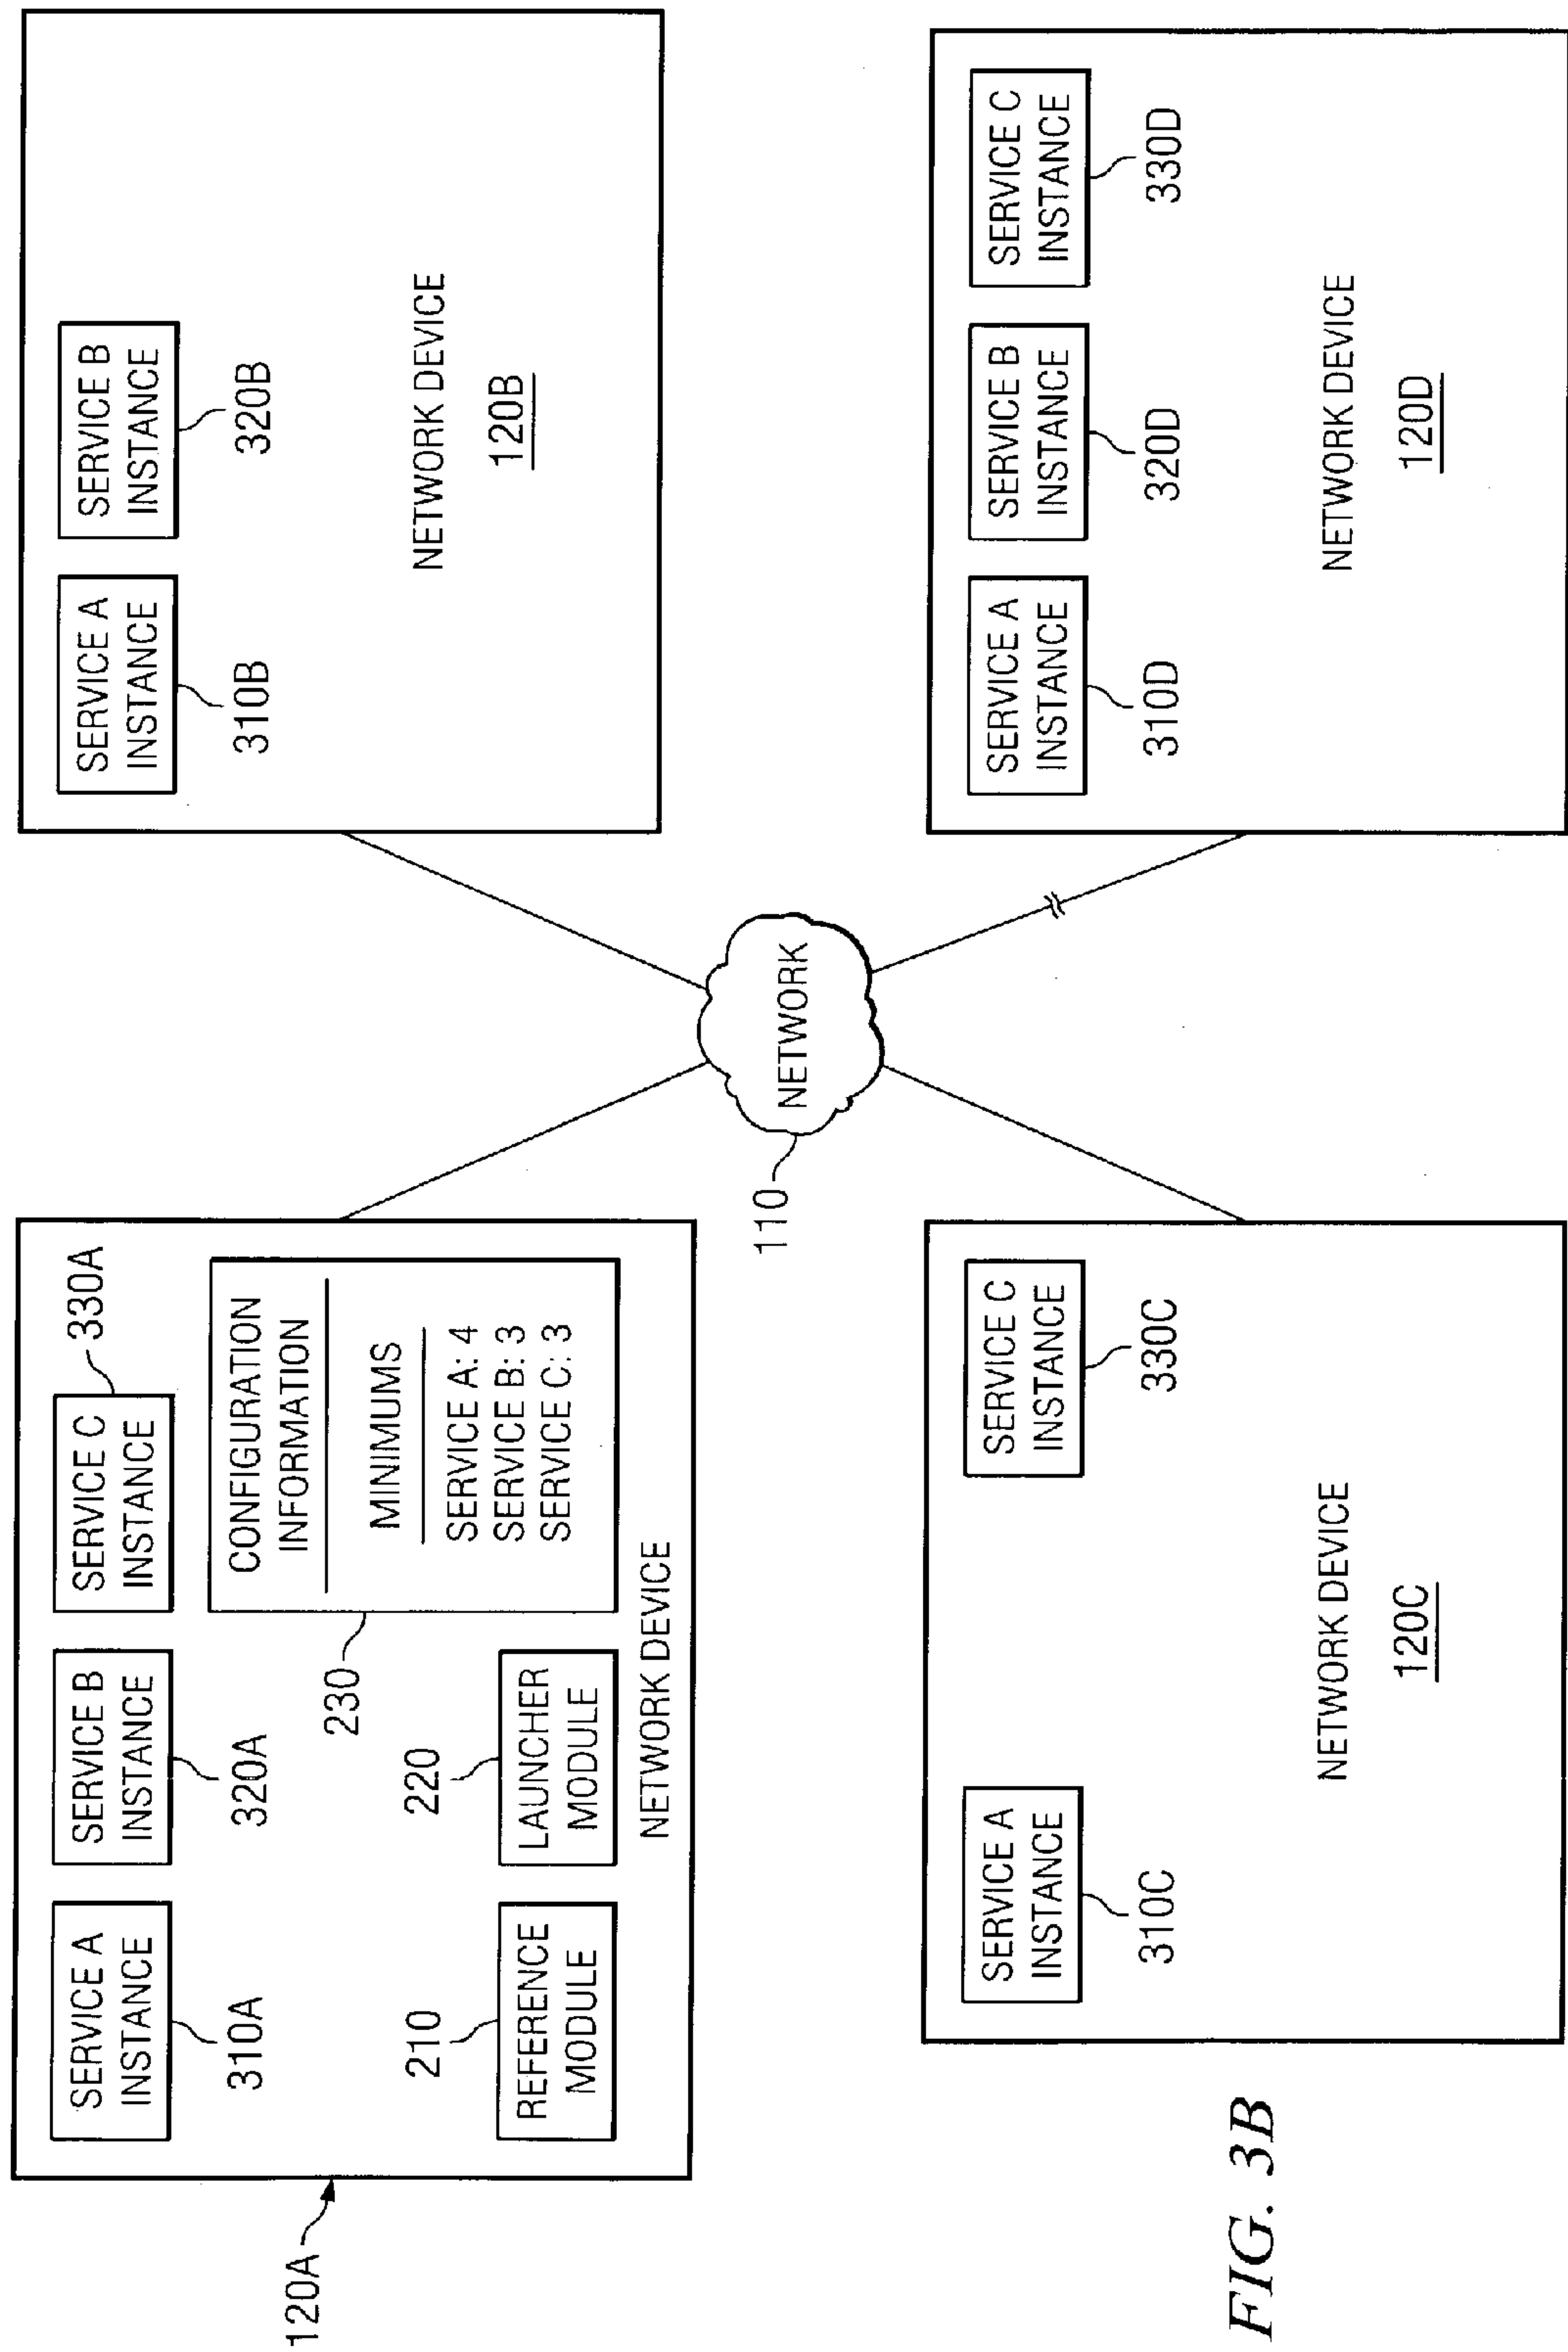 120A
SERVICE A
INSTANCE
310A
SERVICE B
INSTANCE
320A
SERVICE C
INSTANCE
330A
REFERENCE
MODULE
210
LAUNCHER
MODULE
220
CONFIGURATION
INFORMATION
MINIMUMS
SERVICE A: 4
SERVICE B: 3
SERVICE C: 3
230
NETWORK DEVICE
SERVICE A
INSTANCE
310B
SERVICE B
INSTANCE
320B
NETWORK DEVICE
120B
NETWORK
110
SERVICE A
INSTANCE
310C
SERVICE C
INSTANCE
330C
NETWORK DEVICE
120C
SERVICE A
INSTANCE
310D
SERVICE B
INSTANCE
320D
SERVICE C
INSTANCE
330D
NETWORK DEVICE
120D
FIG. 3B